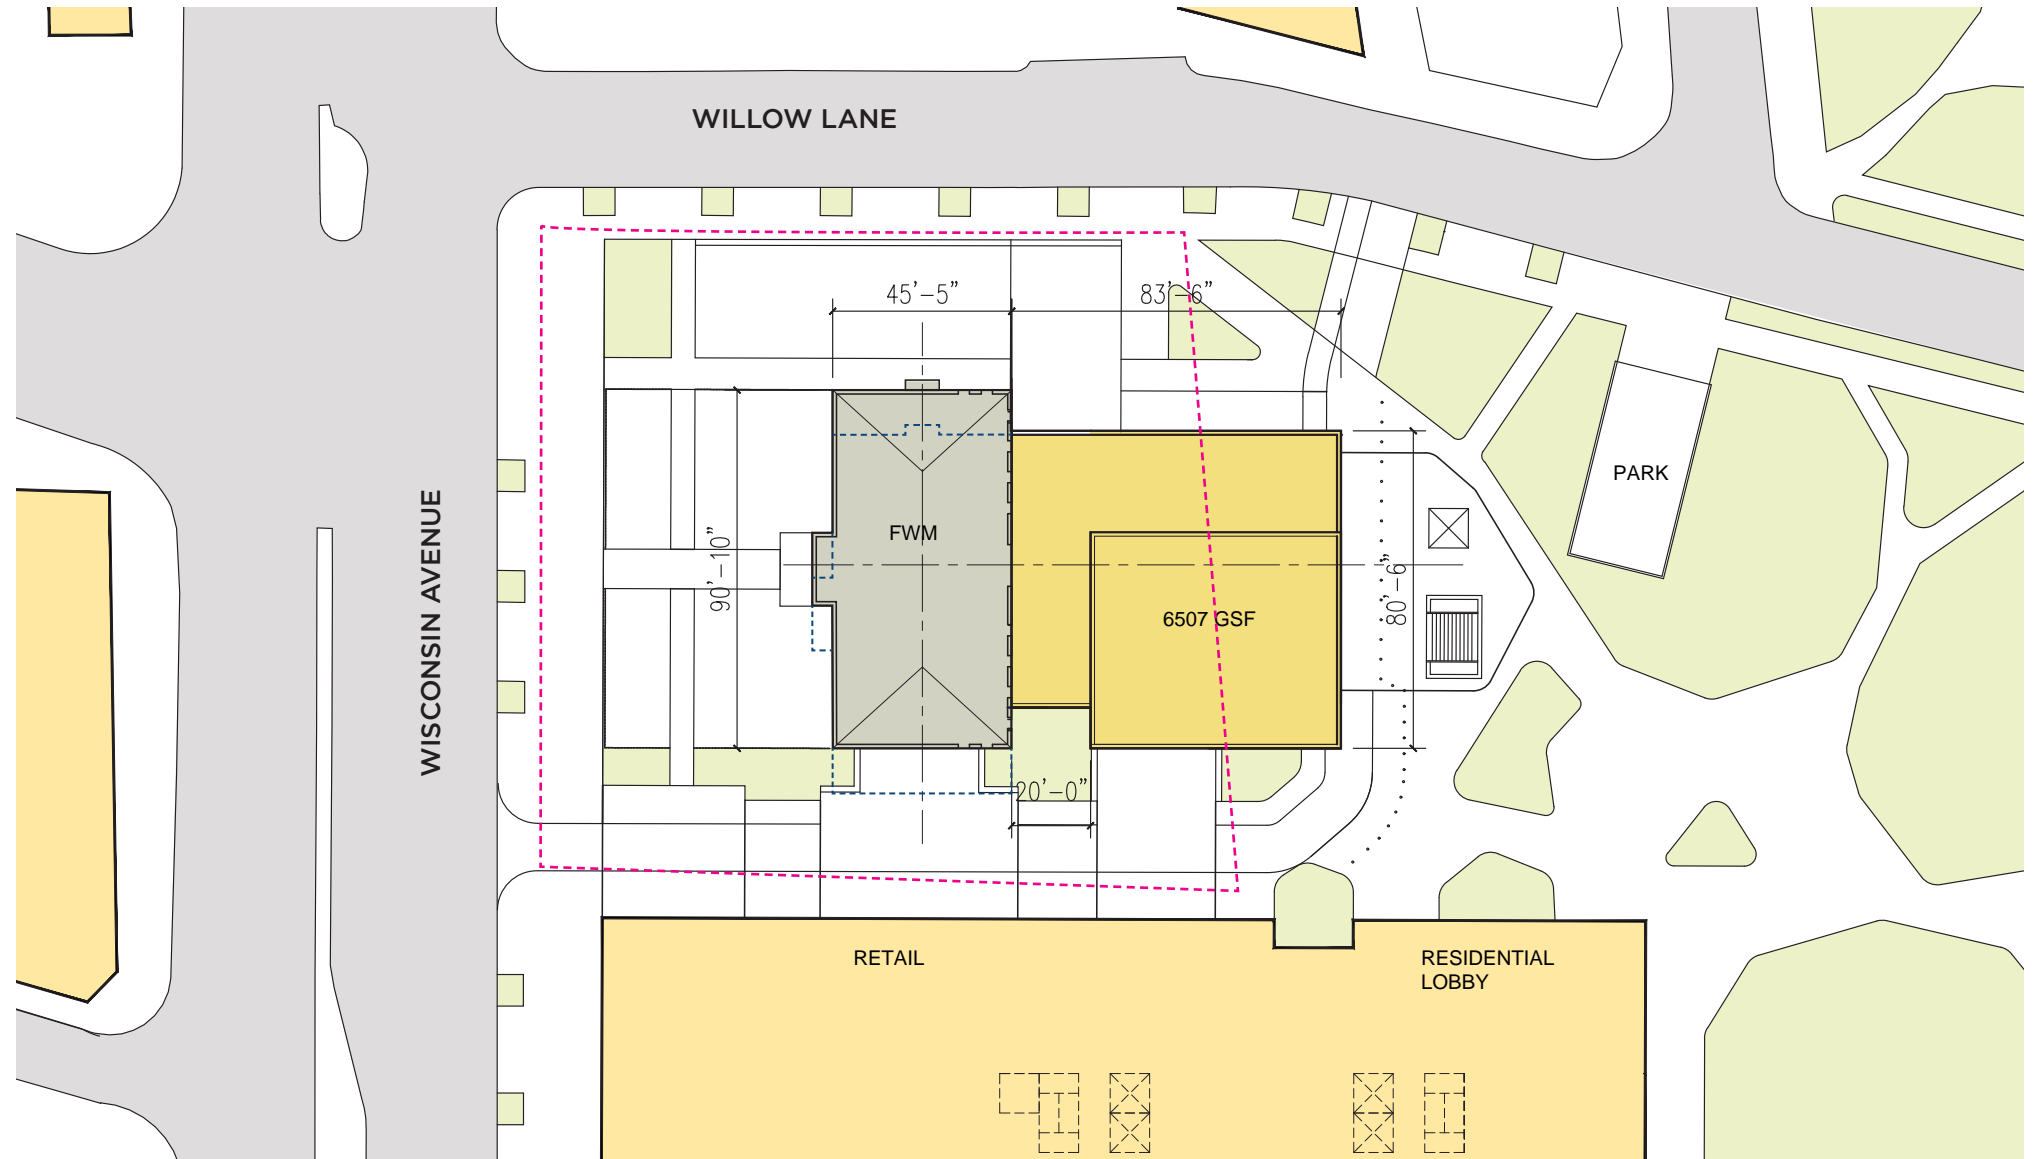 WILLOW LANE
45'-5"
83'-6"
PARK
FWM
WISCONSIN AVENUE
90'-10"
80'-6"
6507 GSF
20'-0"
RETAIL
RESIDENTIAL
LOBBY